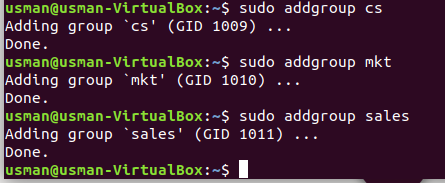 usman@usman-VirtualBox:~$ sudo addgroup cs
Adding group `cs' (GID 1009) ...
Done.
usman@usman-VirtualBox:~$ sudo addgroup mkt
Adding group `mkt' (GID 1010) ...
Done.
usman@usman-VirtualBox:~$ sudo addgroup sales
Adding group `sales' (GID 1011) ...
Done.
usman@usman-VirtualBox:~$